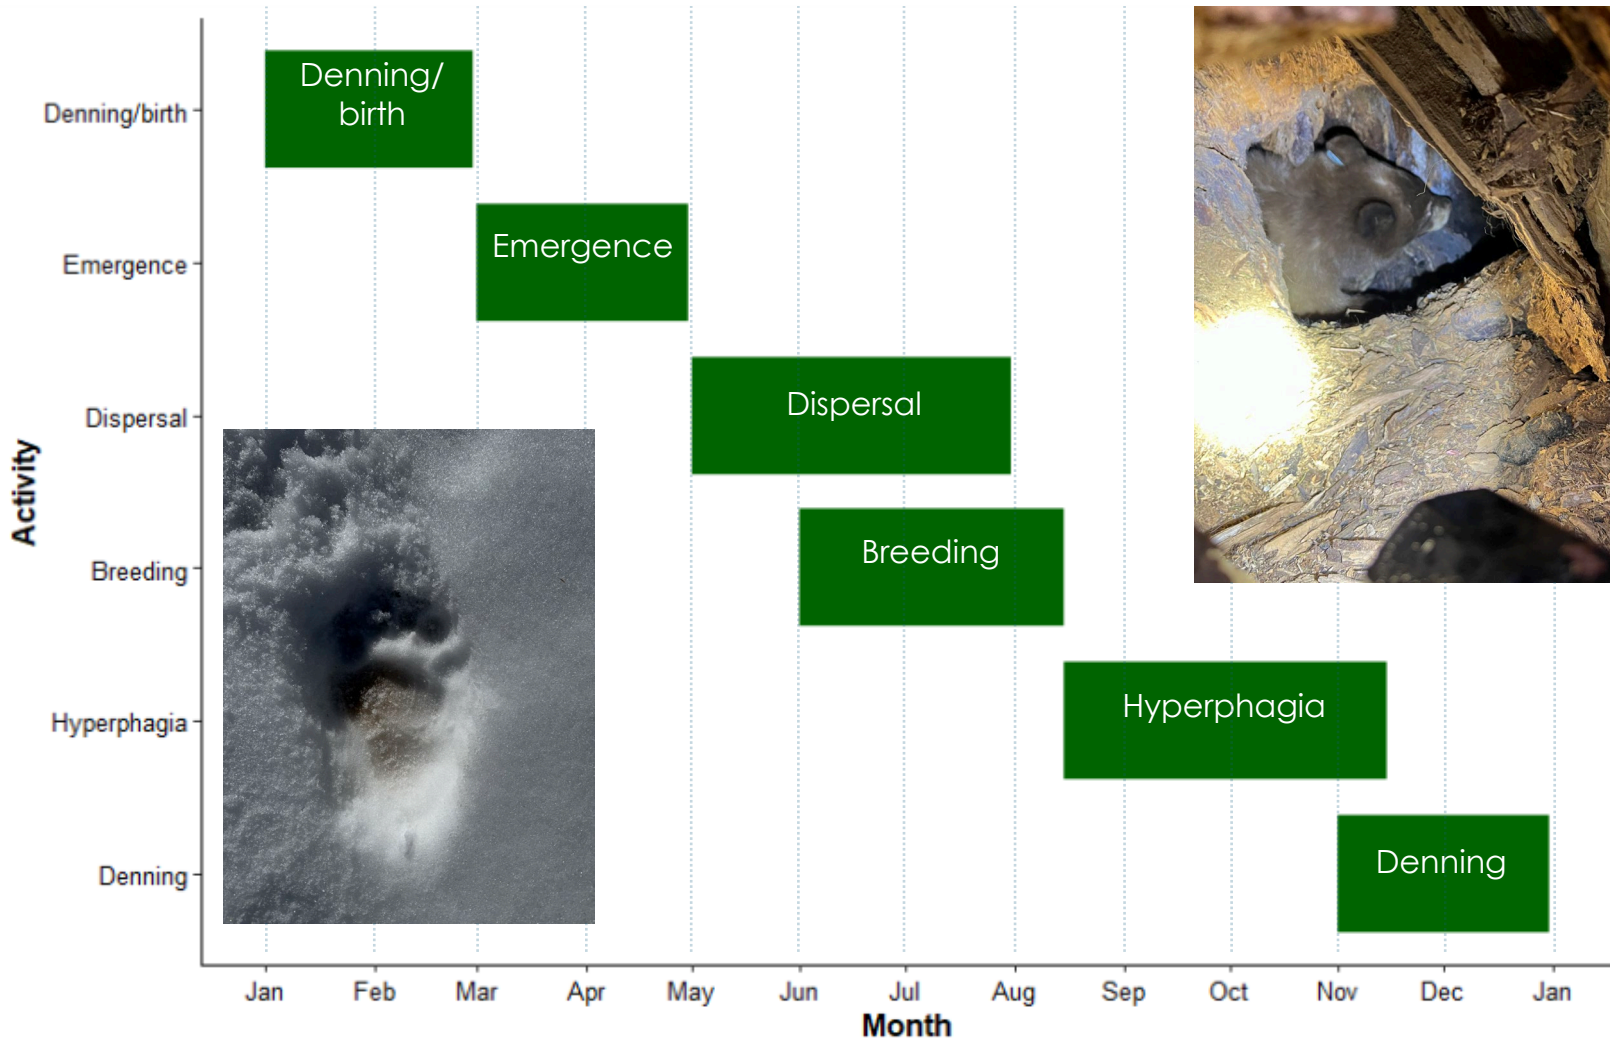 Denning/birth
Denning/
birth
Emergence
Emergence
Dispersal
Dispersal
Breeding
Breeding
Hyperphagia
Hyperphagia
Denning
Denning
Activity
Jan Feb Mar Apr May Jun Jul Aug Sep Oct Nov Dec Jan
Month